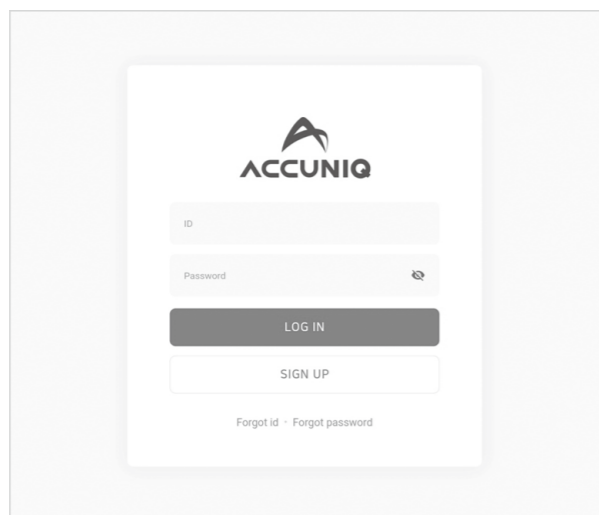 ACCUNIQ
ID
Password
LOG IN
SIGN UP
Forgot id · Forgot password